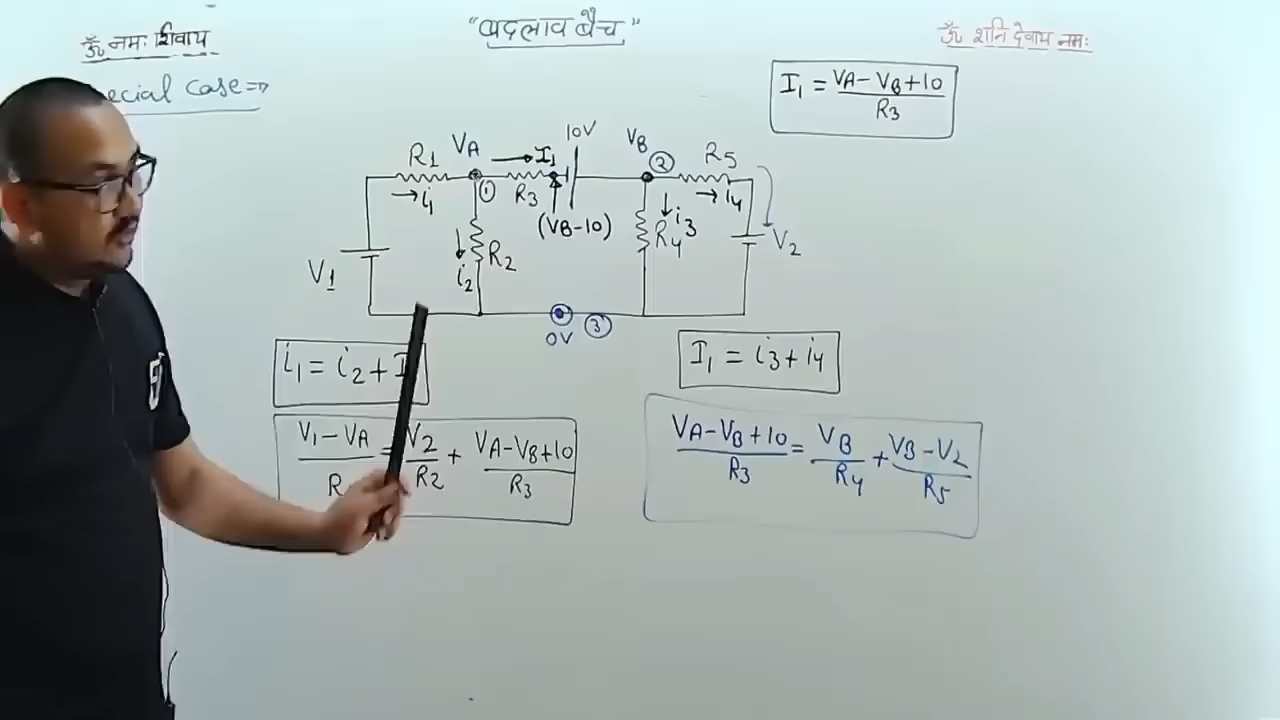 ॐ नमः शिवाय
"बदलाव बैच"
ॐ शनि देवाय नमः
ecial case ⇒
I₁ = (VA - VB + 10) / R3
R1
VA
I₁
10V
VB
②
R5
①
R3
i₁
(VB-10)
i₃
i₄
R2
R4
i₂
V1
V2
0V
③
i₁ = i₂ + I
I₁ = i₃ + i₄
(V₁ - VA) / R = V2 / R2 + (VA - VB + 10) / R3
(VA - VB + 10) / R3 = VB / R4 + (VB - V2) / R5